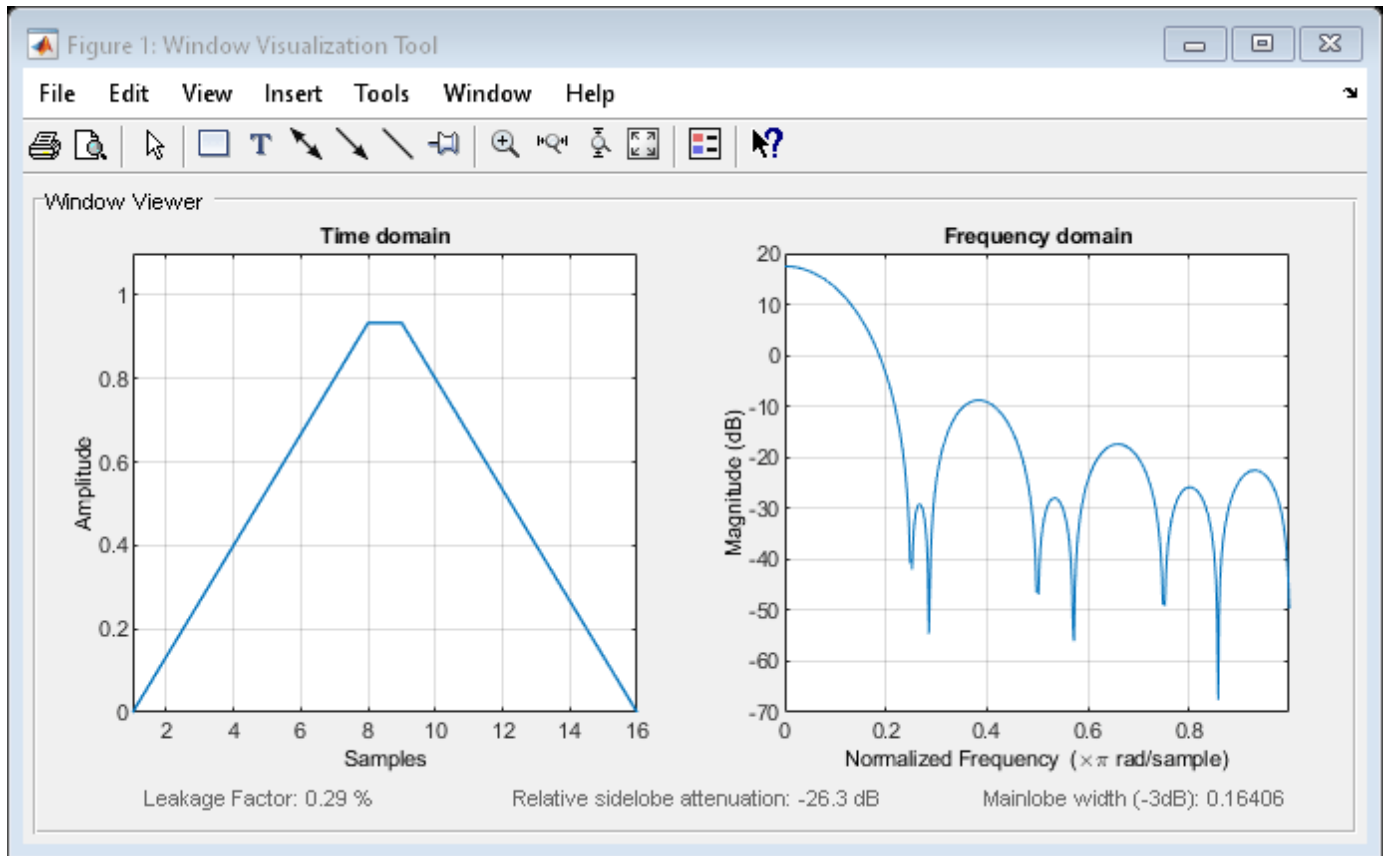 Figure 1: Window Visualization Tool
File Edit View Insert Tools Window Help
T
?
Window Viewer
Time domain
1
0.8
0.6
0.4
0.2
0
2 4 6 8 10 12 14 16
Amplitude
Samples
Frequency domain
20
10
0
-10
-20
-30
-40
-50
-60
-70
0 0.2 0.4 0.6 0.8
Magnitude (dB)
Normalized Frequency (×π rad/sample)
Leakage Factor: 0.29 % Relative sidelobe attenuation: -26.3 dB Mainlobe width (-3dB): 0.16406